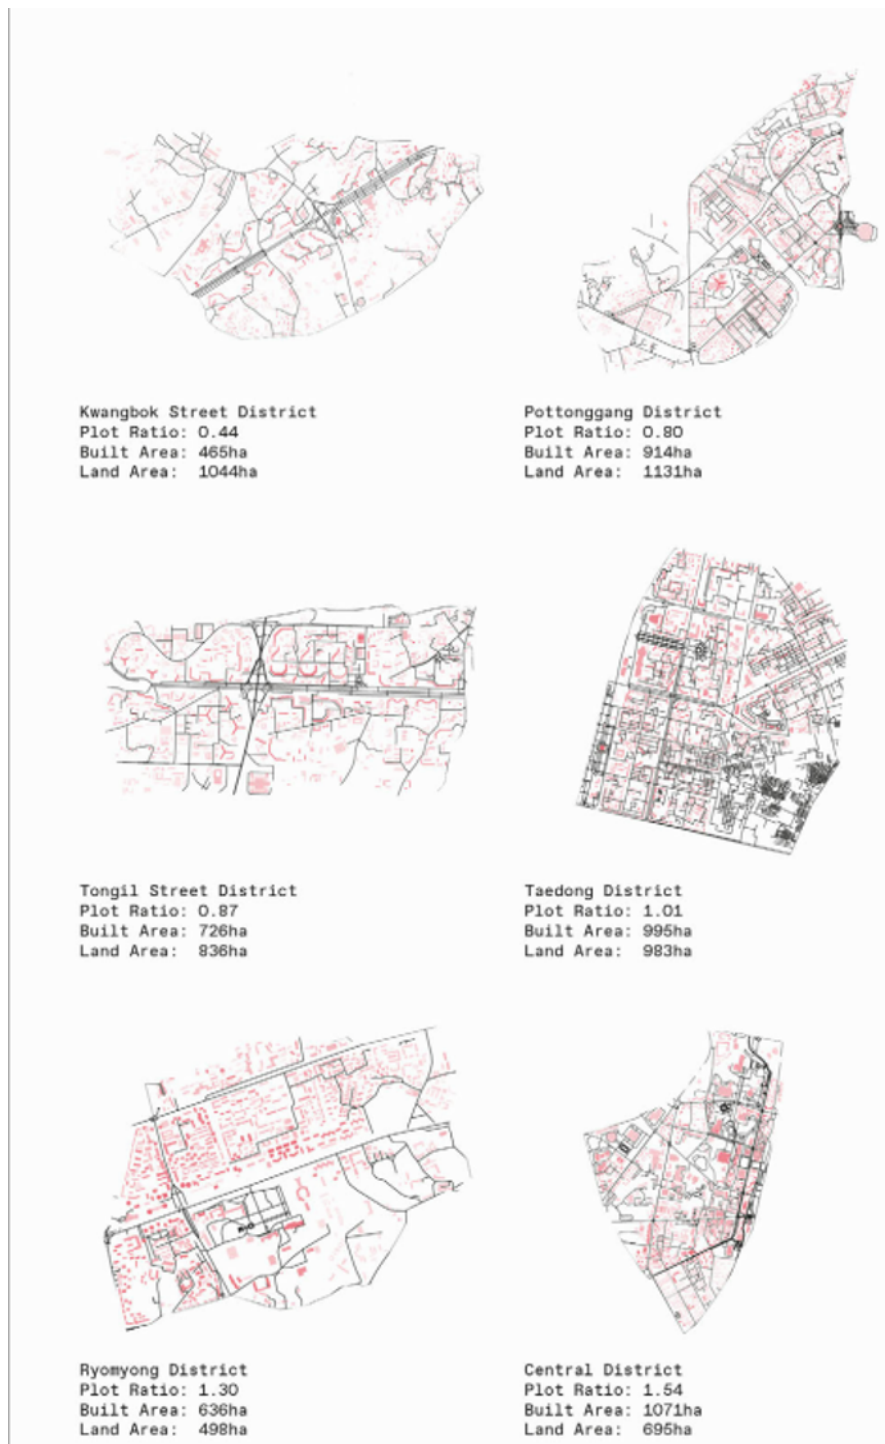 Kwangbok Street District
Plot Ratio: 0.44
Built Area: 465ha
Land Area: 1044ha
Pottonggang District
Plot Ratio: 0.80
Built Area: 914ha
Land Area: 1131ha
Tongil Street District
Plot Ratio: 0.87
Built Area: 726ha
Land Area: 836ha
Taedong District
Plot Ratio: 1.01
Built Area: 995ha
Land Area: 983ha
Ryomyong District
Plot Ratio: 1.30
Built Area: 636ha
Land Area: 498ha
Central District
Plot Ratio: 1.54
Built Area: 1071ha
Land Area: 695ha